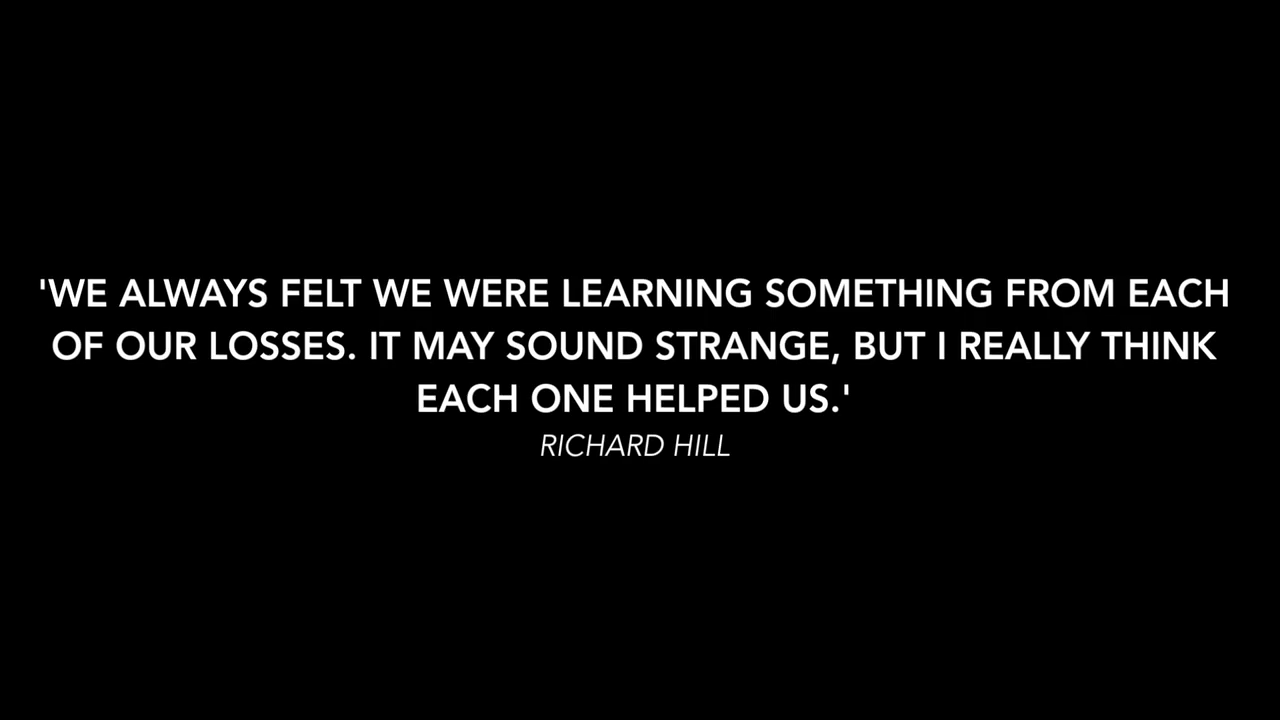 'WE ALWAYS FELT WE WERE LEARNING SOMETHING FROM EACH
OF OUR LOSSES. IT MAY SOUND STRANGE, BUT I REALLY THINK
EACH ONE HELPED US.'
RICHARD HILL